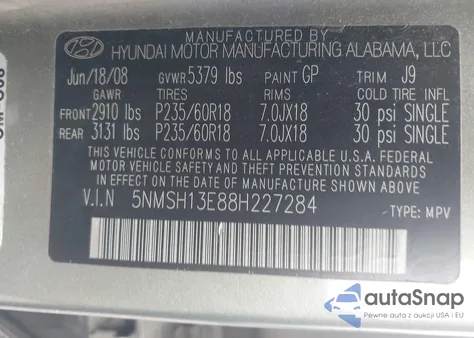 MANUFACTURED BY
HYUNDAI MOTOR MANUFACTURING ALABAMA, LLC
Jun/18/08 GVWR 5379 lbs PAINT GP TRIM J9
GAWR TIRES RIMS COLD TIRE INFL
FRONT 2910 lbs P235/60R18 7.0JX18 30 psi SINGLE
REAR 3131 lbs P235/60R18 7.0JX18 30 psi SINGLE
THIS VEHICLE CONFORMS TO ALL APPLICABLE U.S.A. FEDERAL
MOTOR VEHICLE SAFETY AND THEFT PREVENTION STANDARDS
IN EFFECT ON THE DATE OF MANUFACTURE SHOWN ABOVE.
V.I.N 5NMSH13E88H227284 TYPE: MPV
autoSnap
Pewne auta z aukcji USA i EU